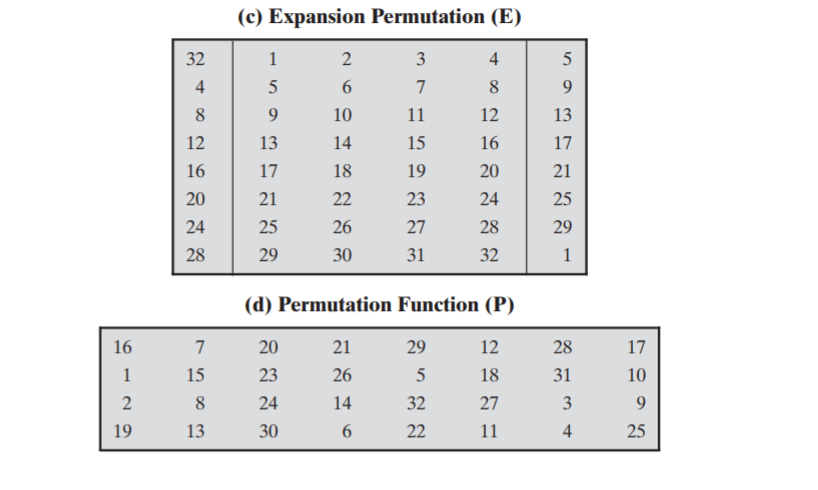 (c) Expansion Permutation (E)
32 1 2 3 4 5
4 5 6 7 8 9
8 9 10 11 12 13
12 13 14 15 16 17
16 17 18 19 20 21
20 21 22 23 24 25
24 25 26 27 28 29
28 29 30 31 32 1
(d) Permutation Function (P)
16 7 20 21 29 12 28 17
1 15 23 26 5 18 31 10
2 8 24 14 32 27 3 9
19 13 30 6 22 11 4 25